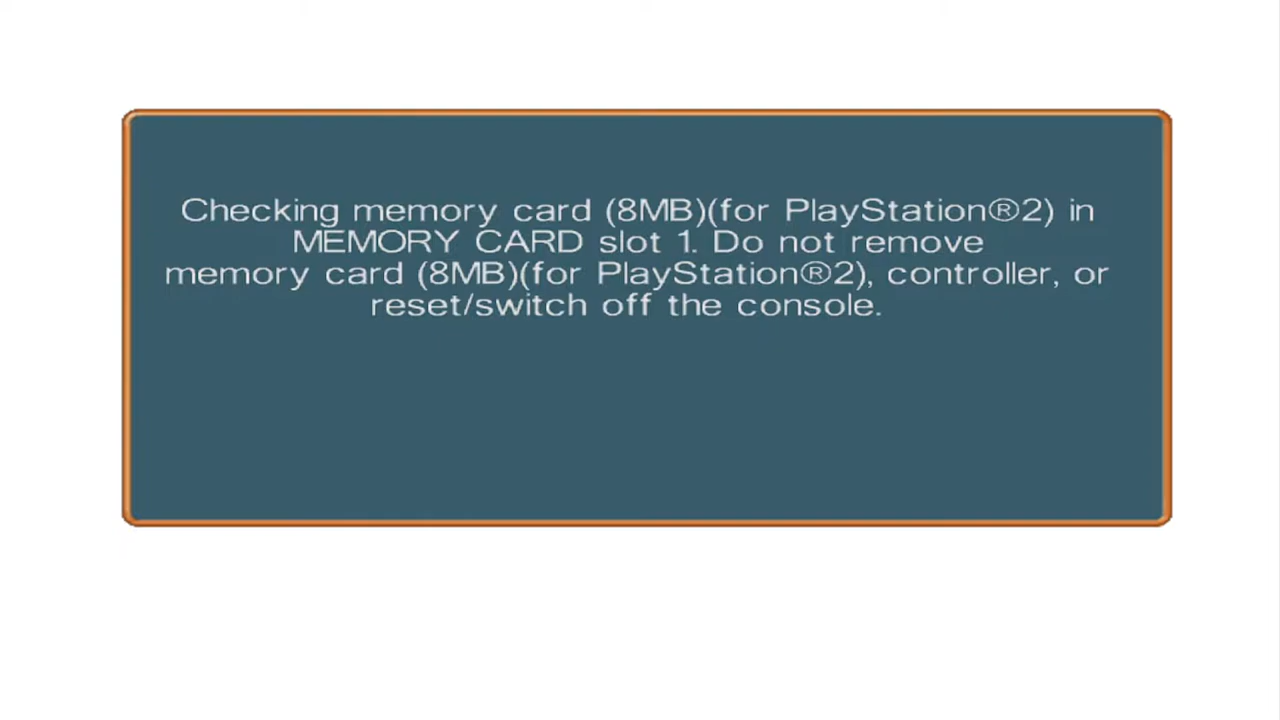 Checking memory card (8MB)(for PlayStation®2) in
MEMORY CARD slot 1. Do not remove
memory card (8MB)(for PlayStation®2), controller, or
reset/switch off the console.